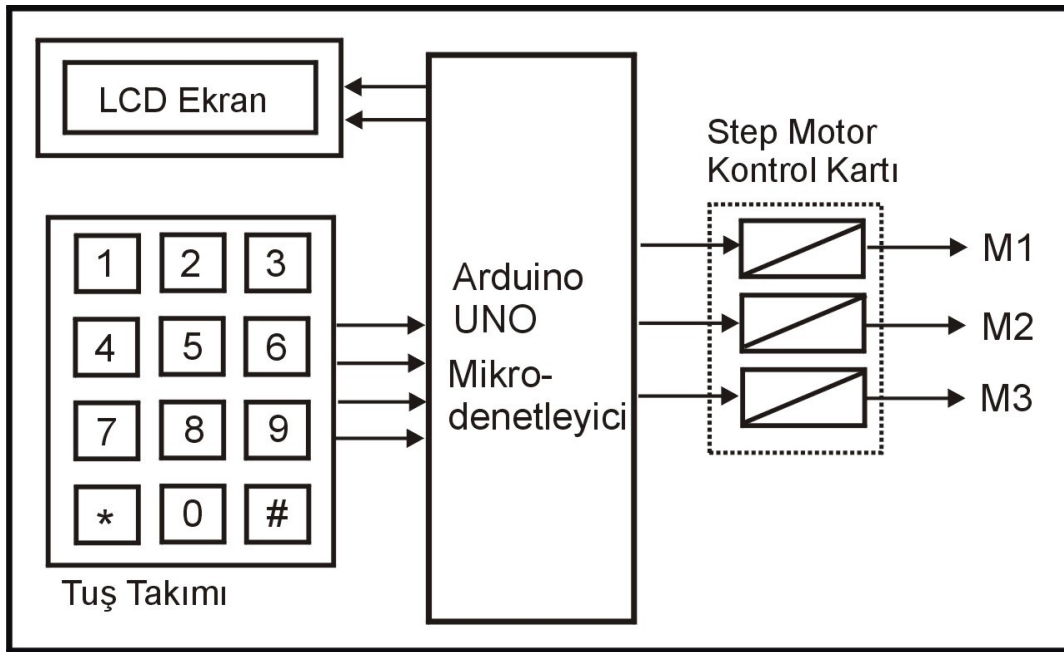 LCD Ekran
1 2 3
4 5 6
7 8 9
* 0 #
Tuş Takımı
Arduino
UNO
Mikro-
denetleyici
Step Motor
Kontrol Kartı
M1
M2
M3